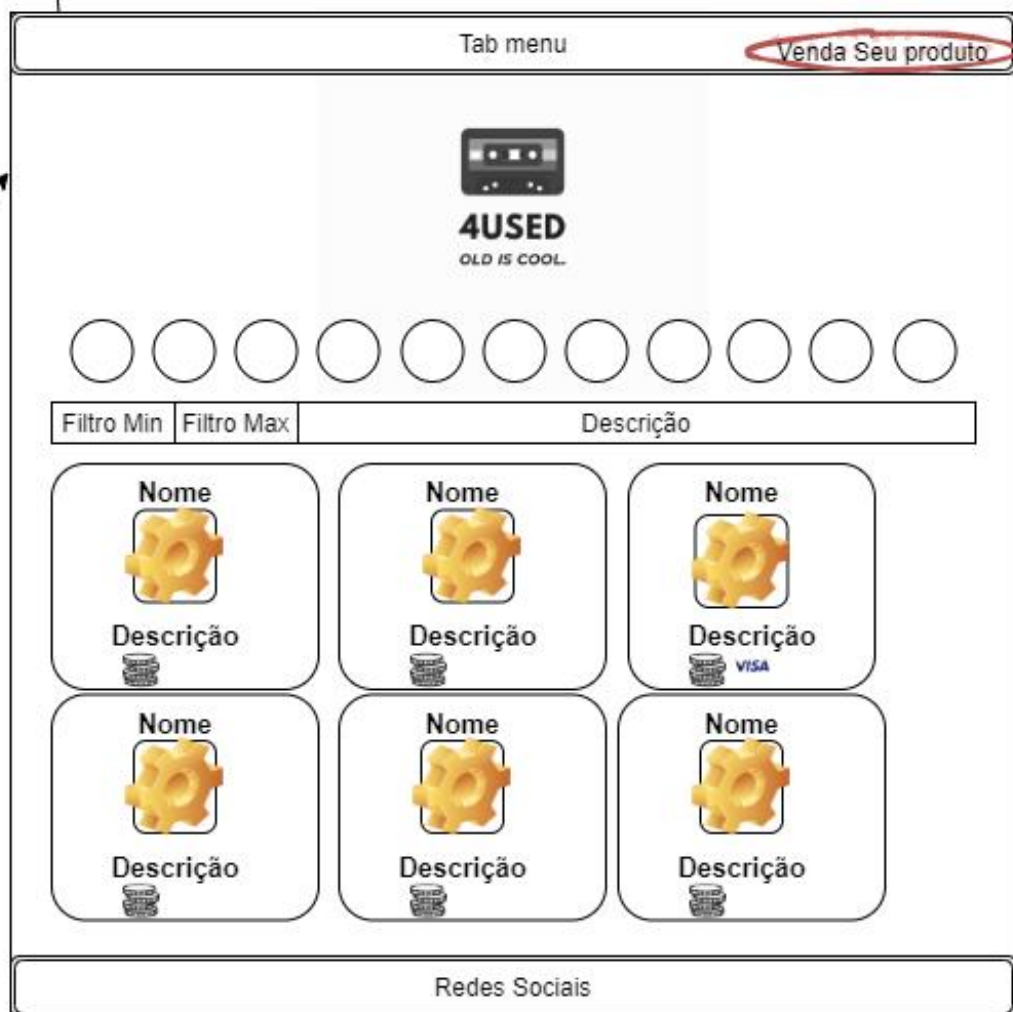 Tab menu
Venda Seu produto
4USED
OLD IS COOL.
Filtro Min Filtro Max Descrição
Nome Nome Nome
Descrição Descrição Descrição
VISA
Nome Nome Nome
Descrição Descrição Descrição
Redes Sociais